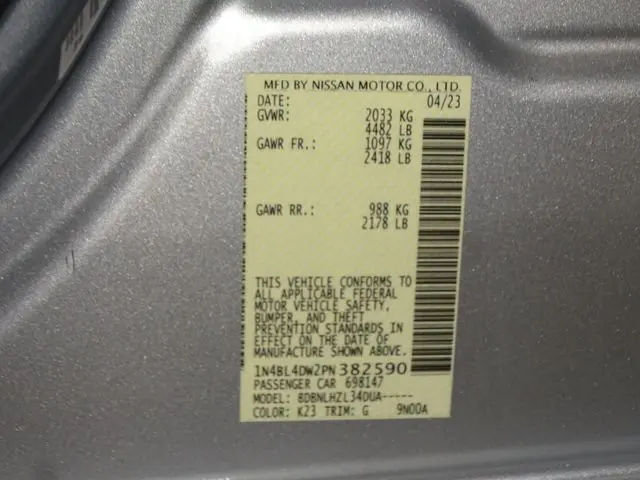 MFD BY NISSAN MOTOR CO., LTD.
DATE: 04/23
GVWR: 2033 KG
4482 LB
GAWR FR.: 1097 KG
2418 LB
GAWR RR.: 988 KG
2178 LB
THIS VEHICLE CONFORMS TO
ALL APPLICABLE FEDERAL
MOTOR VEHICLE SAFETY,
BUMPER, AND THEFT
PREVENTION STANDARDS IN
EFFECT ON THE DATE OF
MANUFACTURE SHOWN ABOVE.
1N4BL4DW2PN382590
PASSENGER CAR 698147
MODEL: BDBNLHZL34DUA-----
COLOR: K23 TRIM: G 9N00A